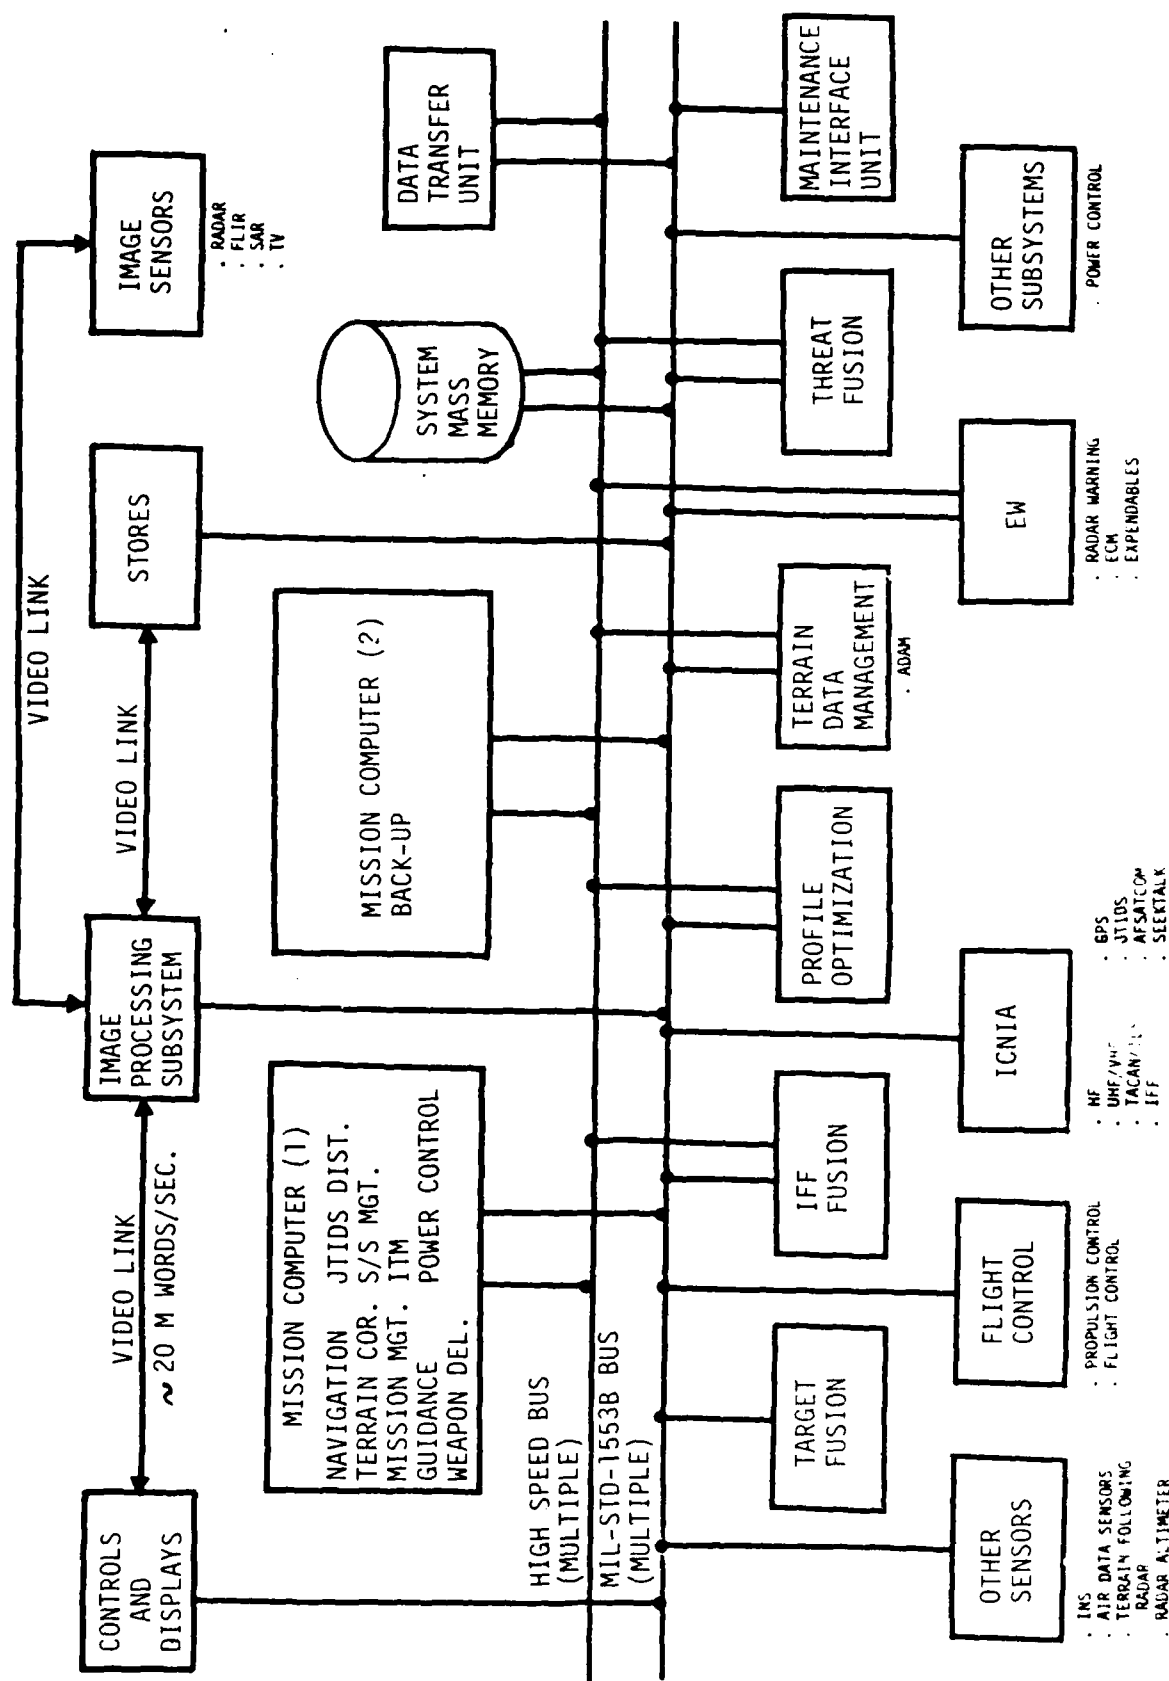 VIDEO LINK
CONTROLS
AND
DISPLAYS
VIDEO LINK
~ 20 M WORDS/SEC.
IMAGE
PROCESSING
SUBSYSTEM
VIDEO LINK
STORES
IMAGE
SENSORS
. RADAR
. FLIR
. SAR
. TV
MISSION COMPUTER (1)
NAVIGATION JTIDS DIST.
TERRAIN COR. S/S MGT.
MISSION MGT. ITM
GUIDANCE POWER CONTROL
WEAPON DEL.
MISSION COMPUTER (2)
BACK-UP
SYSTEM
MASS
MEMORY
DATA
TRANSFER
UNIT
HIGH SPEED BUS
(MULTIPLE)
MIL-STD-1553B BUS
(MULTIPLE)
TARGET
FUSION
IFF
FUSION
PROFILE
OPTIMIZATION
TERRAIN
DATA
MANAGEMENT
. ADAM
THREAT
FUSION
MAINTENANCE
INTERFACE
UNIT
OTHER
SENSORS
. INS
. AIR DATA SENSORS
. TERRAIN FOLLOWING
RADAR
. RADAR ALTIMETER
FLIGHT
CONTROL
. PROPULSION CONTROL
. FLIGHT CONTROL
ICNIA
. HF
. UHF/VHF
. TACAN/
. IFF
. GPS
. JTIDS
. AFSATCOM
. SEEKTALK
EW
. RADAR WARNING
. ECM
. EXPENDABLES
OTHER
SUBSYSTEMS
. POWER CONTROL